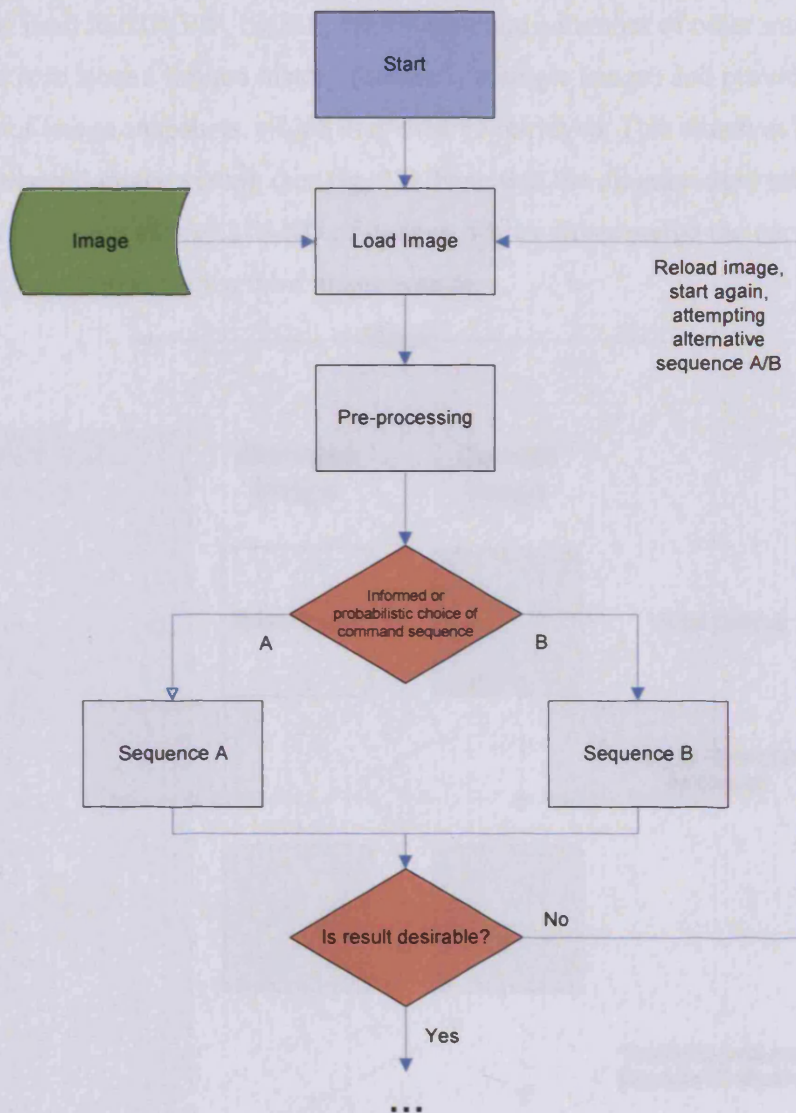 Start
Image
Load Image
Reload image,
start again,
attempting
alternative
sequence A/B
Pre-processing
Informed or
probabilistic choice of
command sequence
A
B
Sequence A
Sequence B
Is result desirable?
No
Yes
...